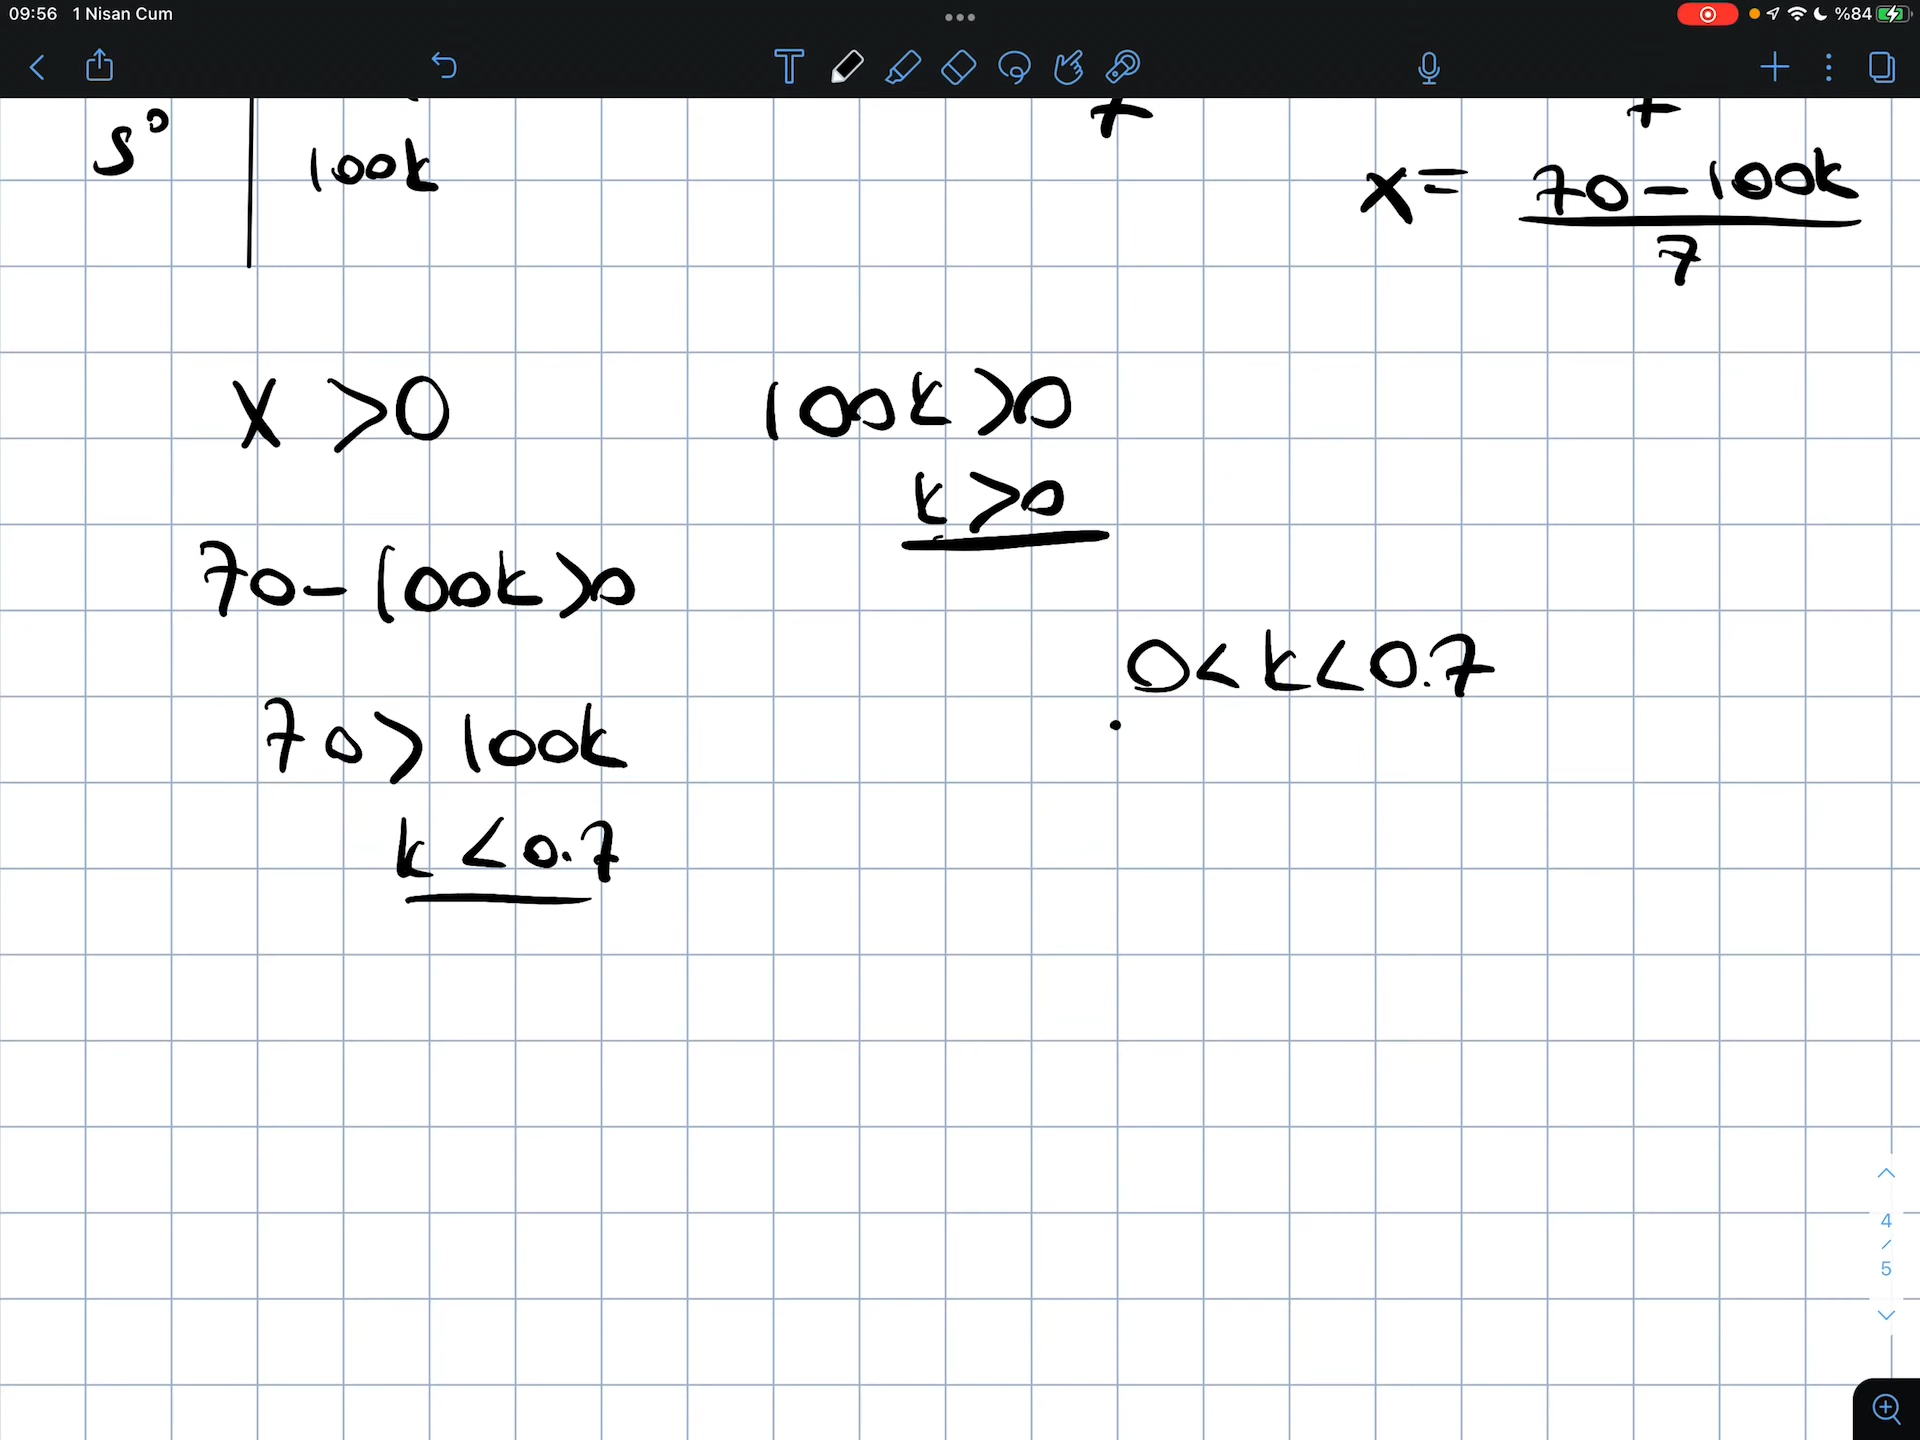 09:56 1 Nisan Cum
%84
T
s⁰ | 100k
x = 70 - 100k
7
x > 0
100k > 0
k > 0
70 - 100k > 0
0 < k < 0.7
70 > 100k
k < 0.7
4
/
5